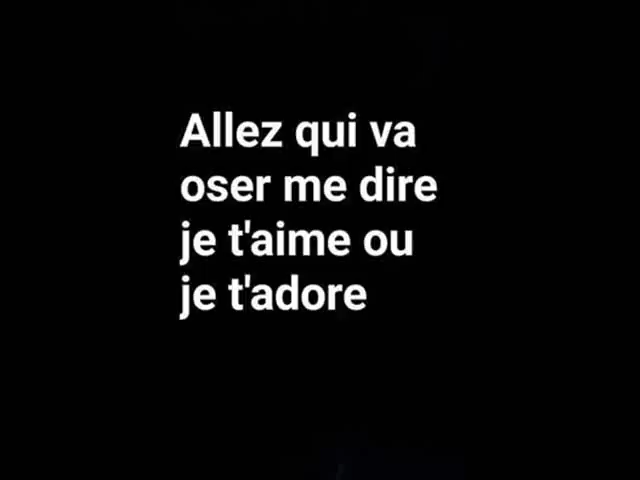 Allez qui va
oser me dire
je t'aime ou
je t'adore